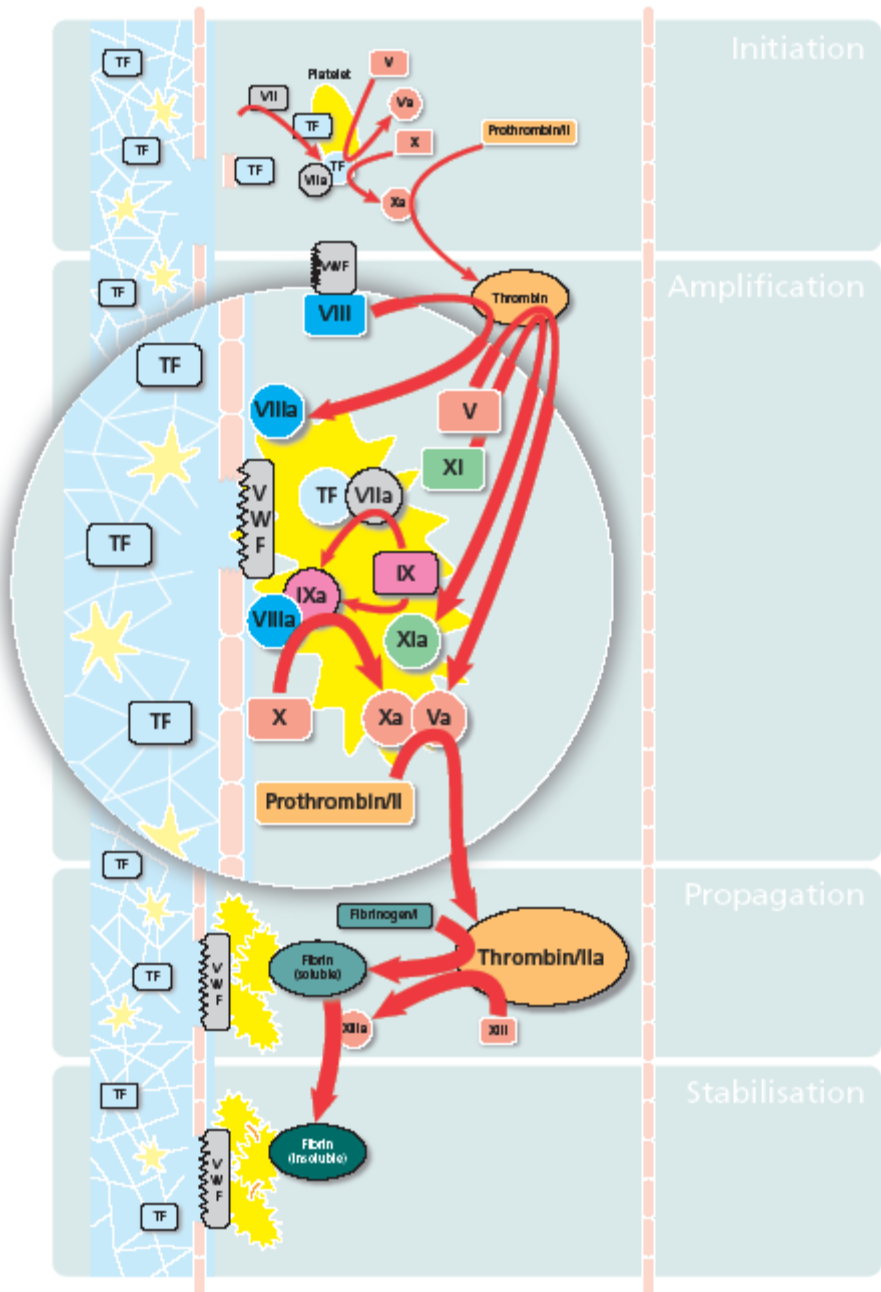 Initiation
TF
Platelet
V
VII
Va
TF
Prothrombin/II
X
TF
TF
TF
VIIa
Xa
Amplification
VWF
TF
Thrombin
VIII
TF
VIIIa
V
XI
TF
VIIa
V
W
F
TF
IX
IXa
VIIIa
XIa
TF
X
Xa
Va
Prothrombin/II
TF
Propagation
Fibrinogen/I
V
W
F
Fibrin
(soluble)
Thrombin/IIa
TF
XIIIa
XIII
Stabilisation
TF
V
W
F
Fibrin
(insoluble)
TF